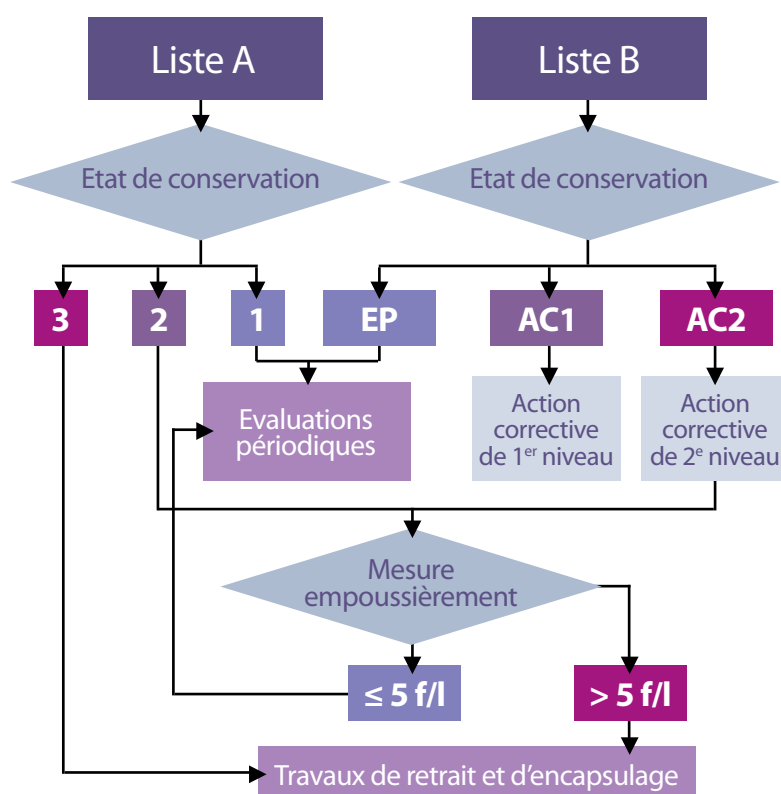 Liste A
Liste B
Etat de conservation
Etat de conservation
3
2
1
EP
AC1
AC2
Evaluations
périodiques
Action
corrective
de 1er niveau
Action
corrective
de 2e niveau
Mesure
empoussièrement
≤ 5 f/l
> 5 f/l
Travaux de retrait et d'encapsulage